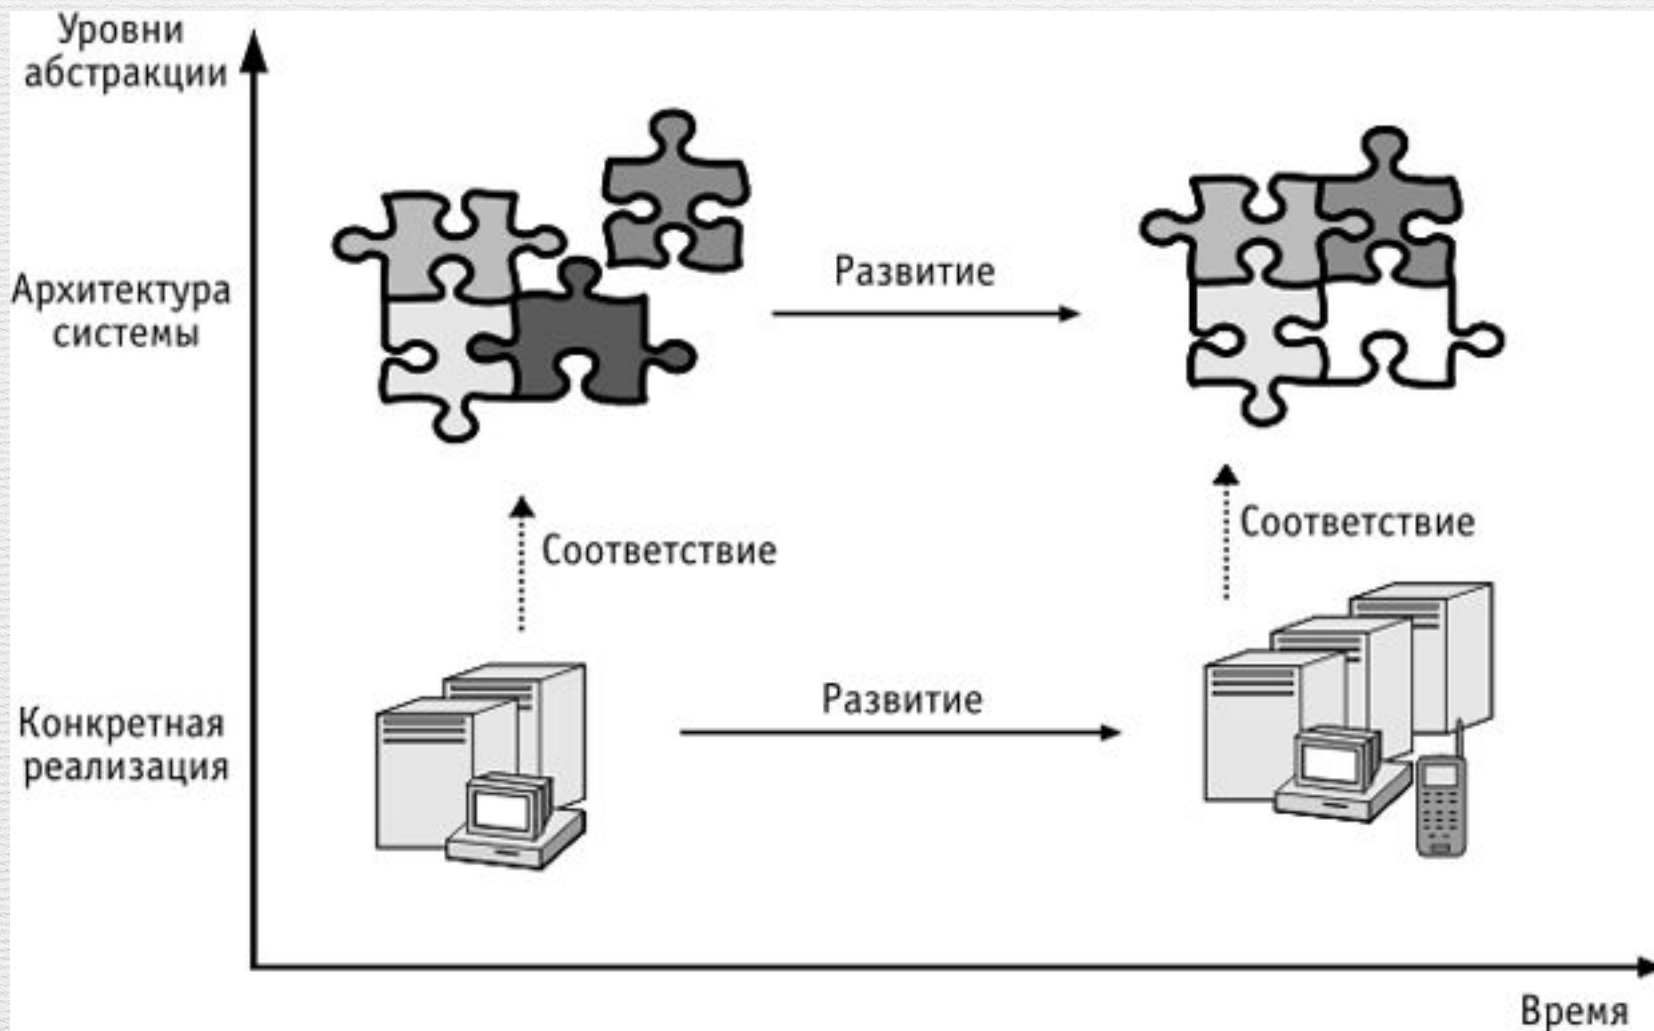 Уровни
абстракции
Архитектура
системы
Развитие
Соответствие
Соответствие
Конкретная
реализация
Развитие
Время